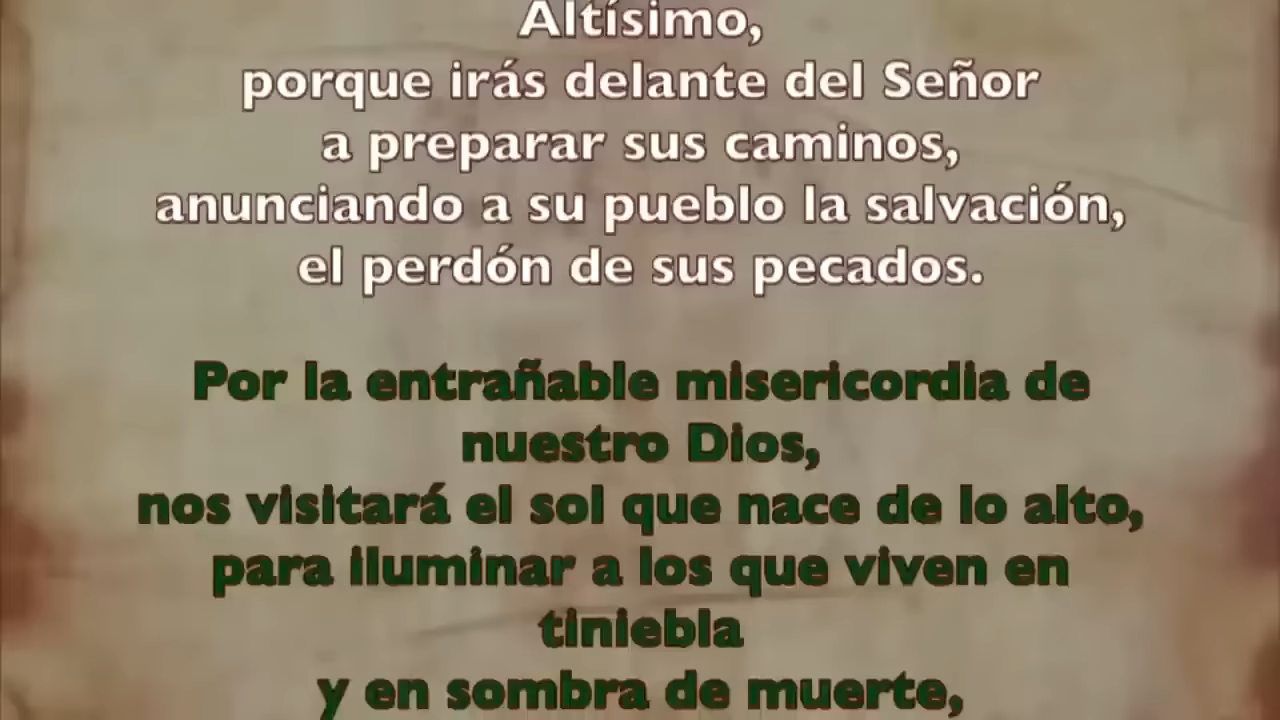 Altísimo,
porque irás delante del Señor
a preparar sus caminos,
anunciando a su pueblo la salvación,
el perdón de sus pecados.
Por la entrañable misericordia de
nuestro Dios,
nos visitará el sol que nace de lo alto,
para iluminar a los que viven en
tiniebla
y en sombra de muerte,